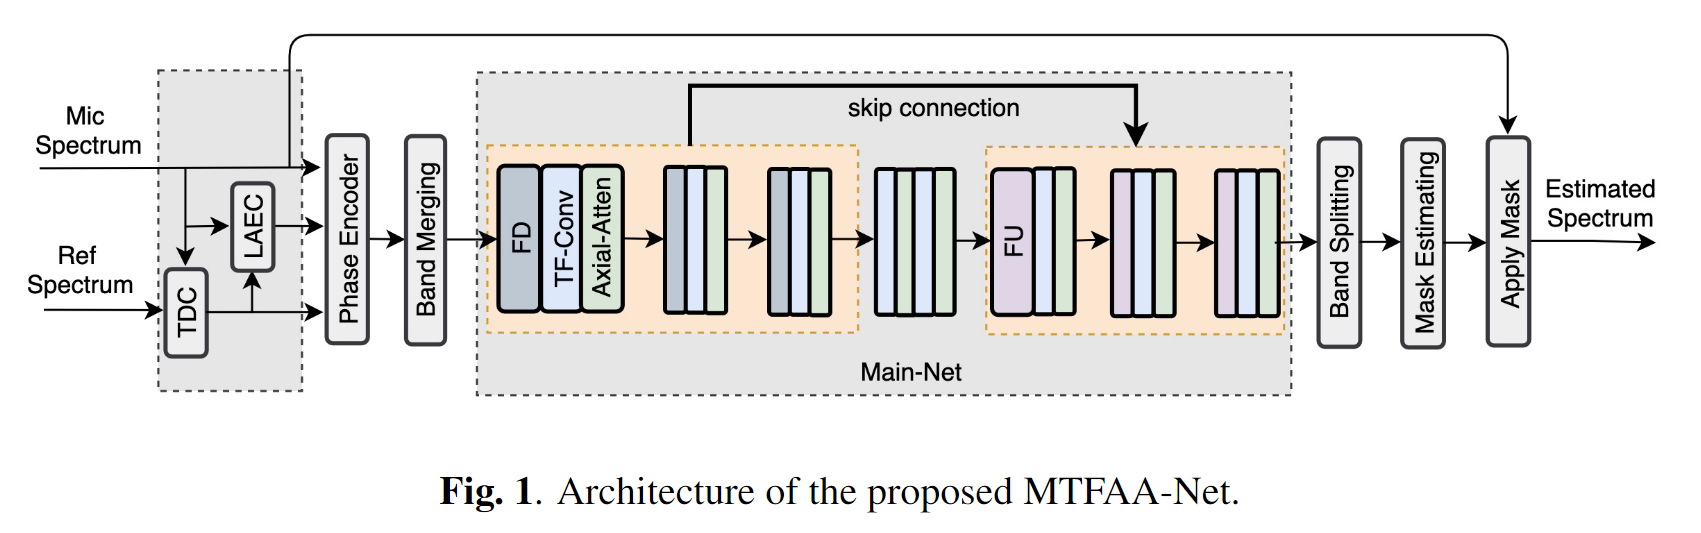 Mic
Spectrum
Ref
Spectrum
TDC
LAEC
Phase Encoder
Band Merging
skip connection
FD
TF-Conv
Axial-Atten
FU
Main-Net
Band Splitting
Mask Estimating
Apply Mask
Estimated
Spectrum
Fig. 1. Architecture of the proposed MTFAA-Net.